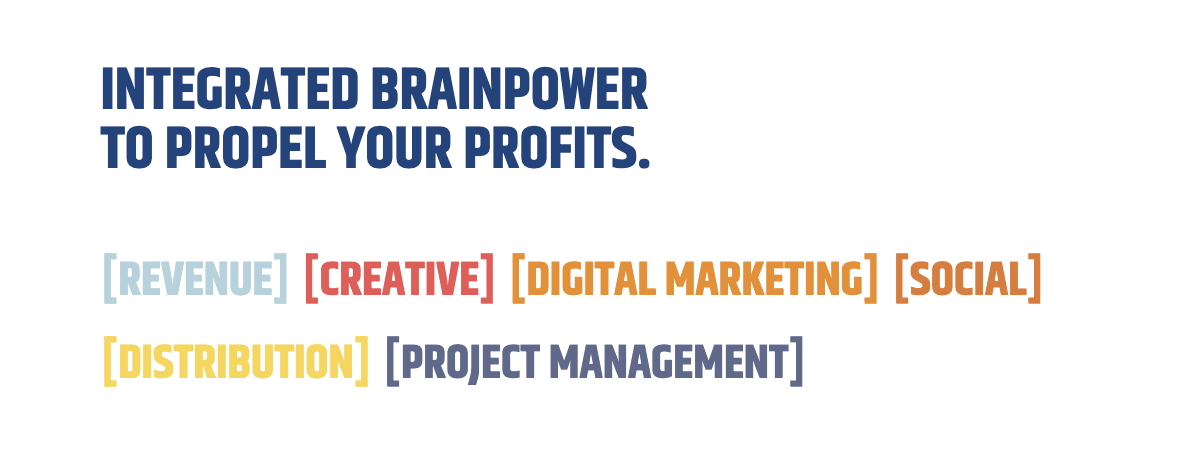 INTEGRATED BRAINPOWER
TO PROPEL YOUR PROFITS.
[REVENUE] [CREATIVE] [DIGITAL MARKETING] [SOCIAL]
[DISTRIBUTION] [PROJECT MANAGEMENT]